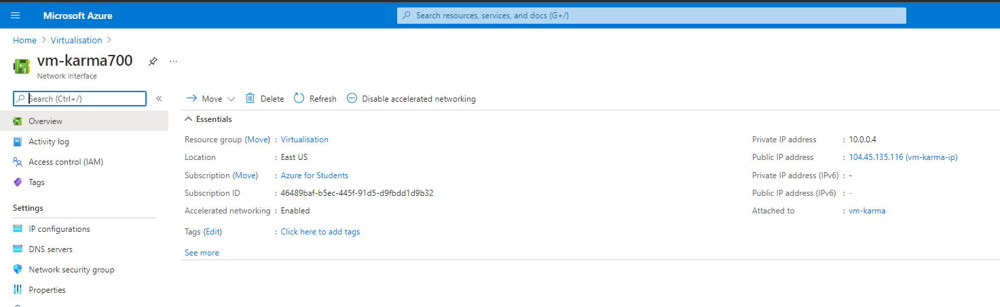 Microsoft Azure
Search resources, services, and docs (G+/)
Home > Virtualisation >
vm-karma700 ...
Network interface
Search (Ctrl+/) «
Overview
Activity log
Access control (IAM)
Tags
Settings
IP configurations
DNS servers
Network security group
Properties
Move Delete Refresh Disable accelerated networking
Essentials
Resource group (Move) : Virtualisation
Location : East US
Subscription (Move) : Azure for Students
Subscription ID : 46489baf-b5ec-445f-91d5-d9fbdd1d9b32
Accelerated networking : Enabled
Tags (Edit) : Click here to add tags
See more
Private IP address : 10.0.0.4
Public IP address : 104.45.135.116 (vm-karma-ip)
Private IP address (IPv6) : -
Public IP address (IPv6) : -
Attached to : vm-karma